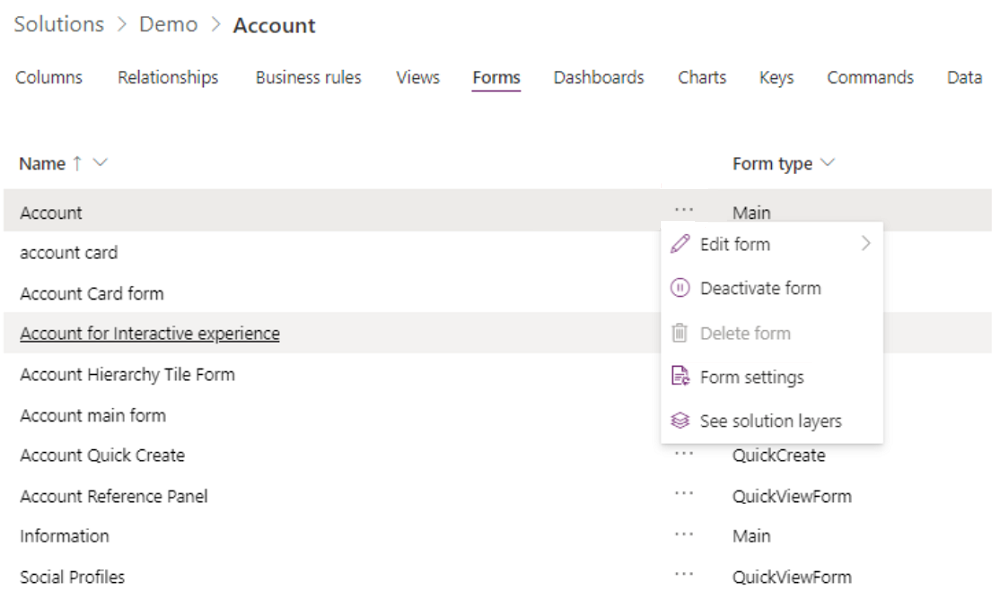 Solutions > Demo > Account
Columns Relationships Business rules Views Forms Dashboards Charts Keys Commands Data
Name ↑ Form type
Account ... Main
account card
Edit form >
Account Card form
Deactivate form
Account for Interactive experience
Delete form
Account Hierarchy Tile Form
Form settings
Account main form
See solution layers
Account Quick Create ... QuickCreate
Account Reference Panel ... QuickViewForm
Information ... Main
Social Profiles ... QuickViewForm